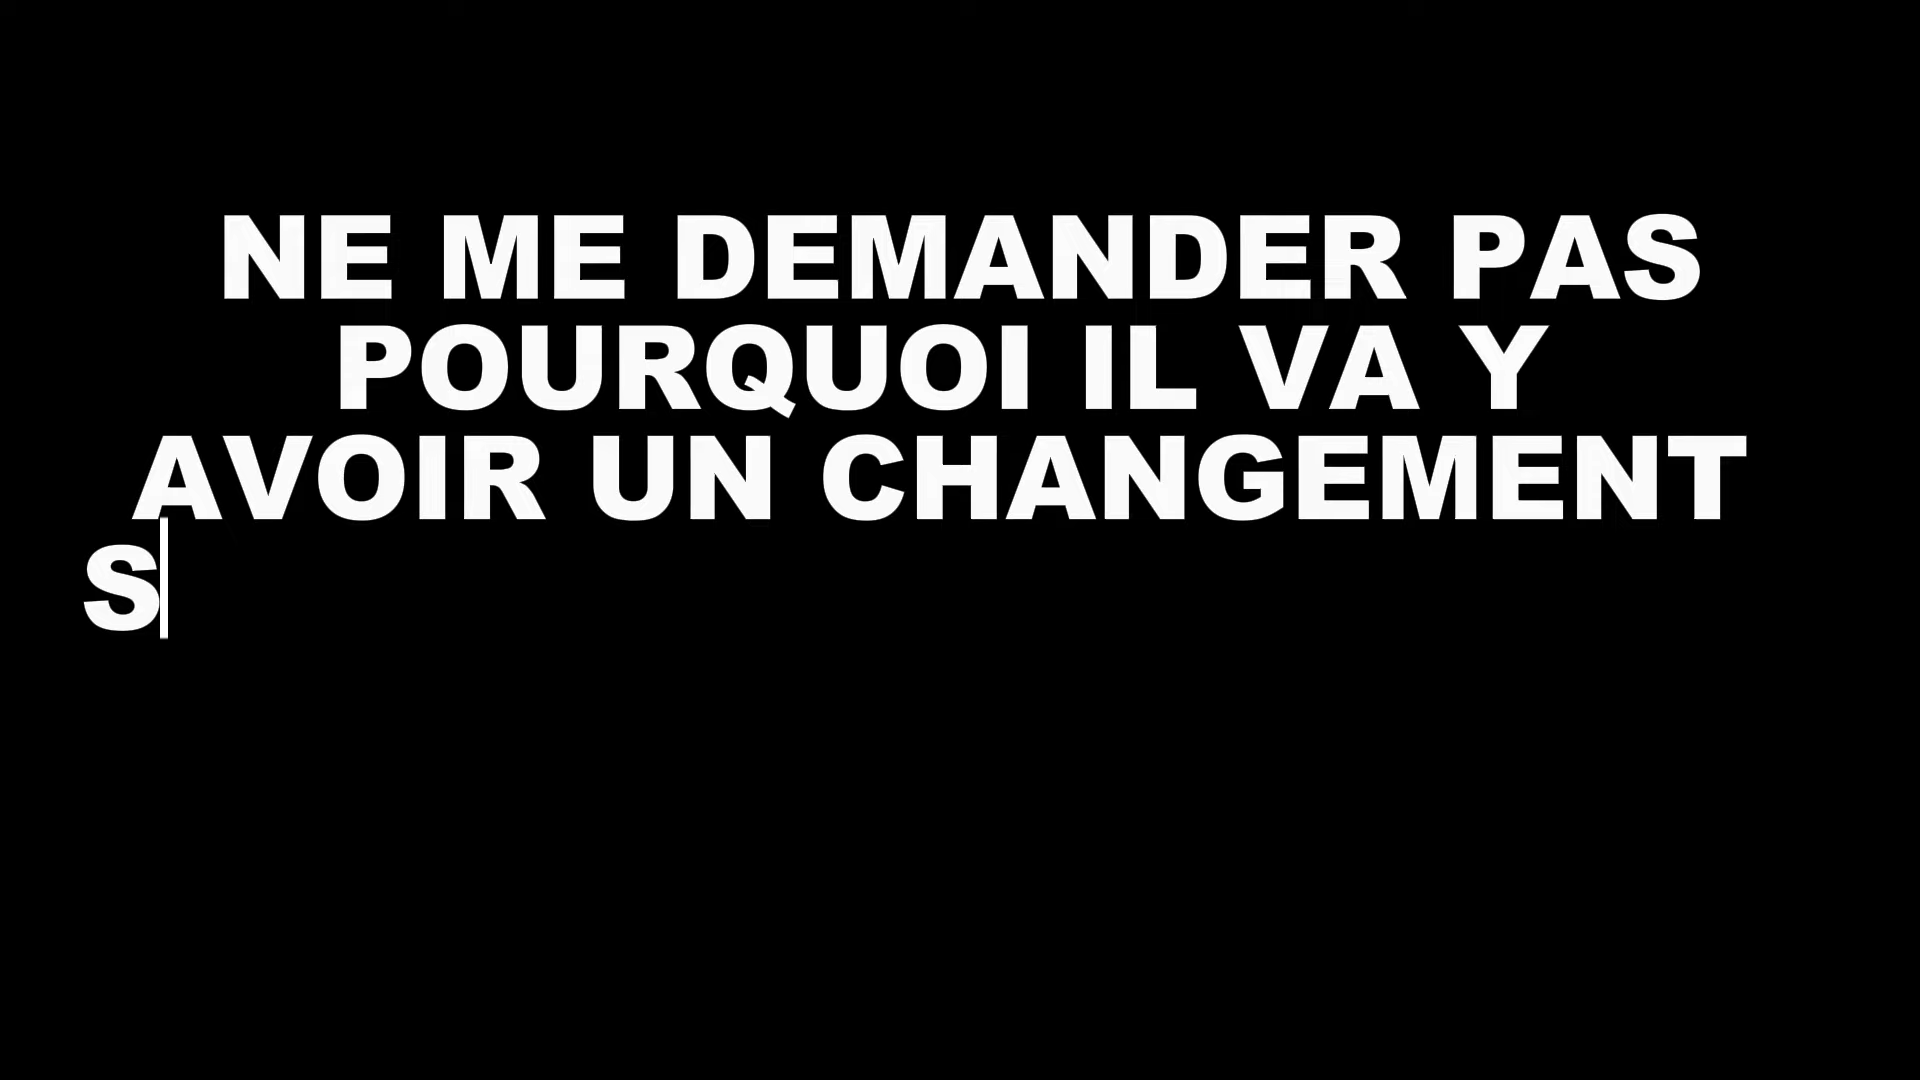 NE ME DEMANDER PAS
POURQUOI IL VA Y
AVOIR UN CHANGEMENT
S